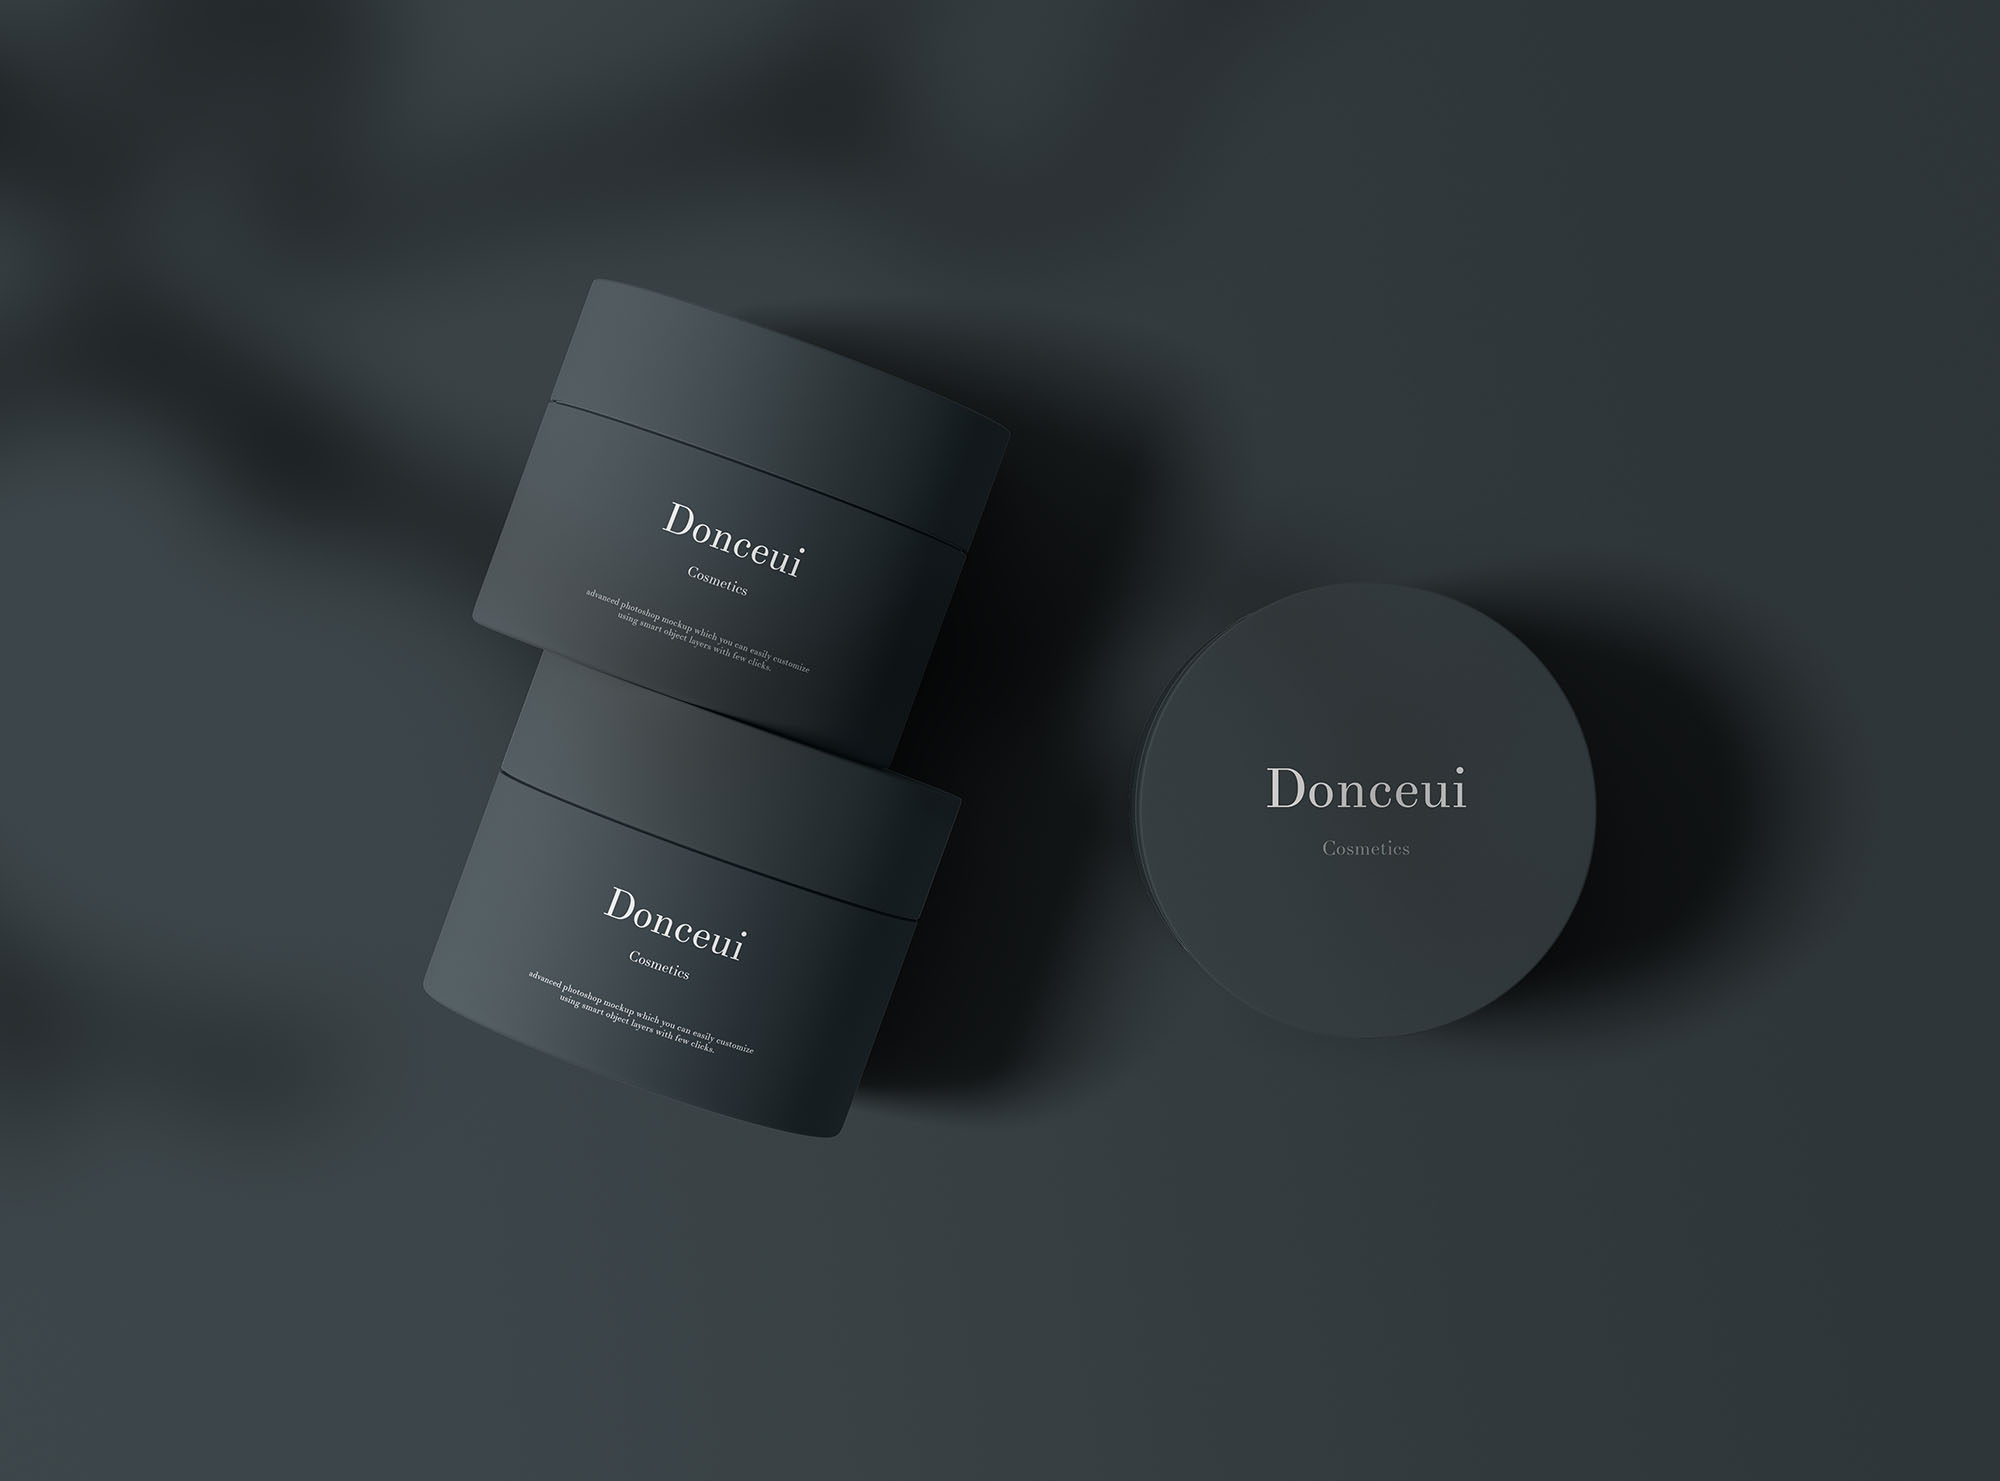 Donceui
Cosmetics
advanced photoshop mockup which you can easily customize
using smart object layers with few clicks.
Donceui
Cosmetics
advanced photoshop mockup which you can easily customize
using smart object layers with few clicks.
Donceui
Cosmetics